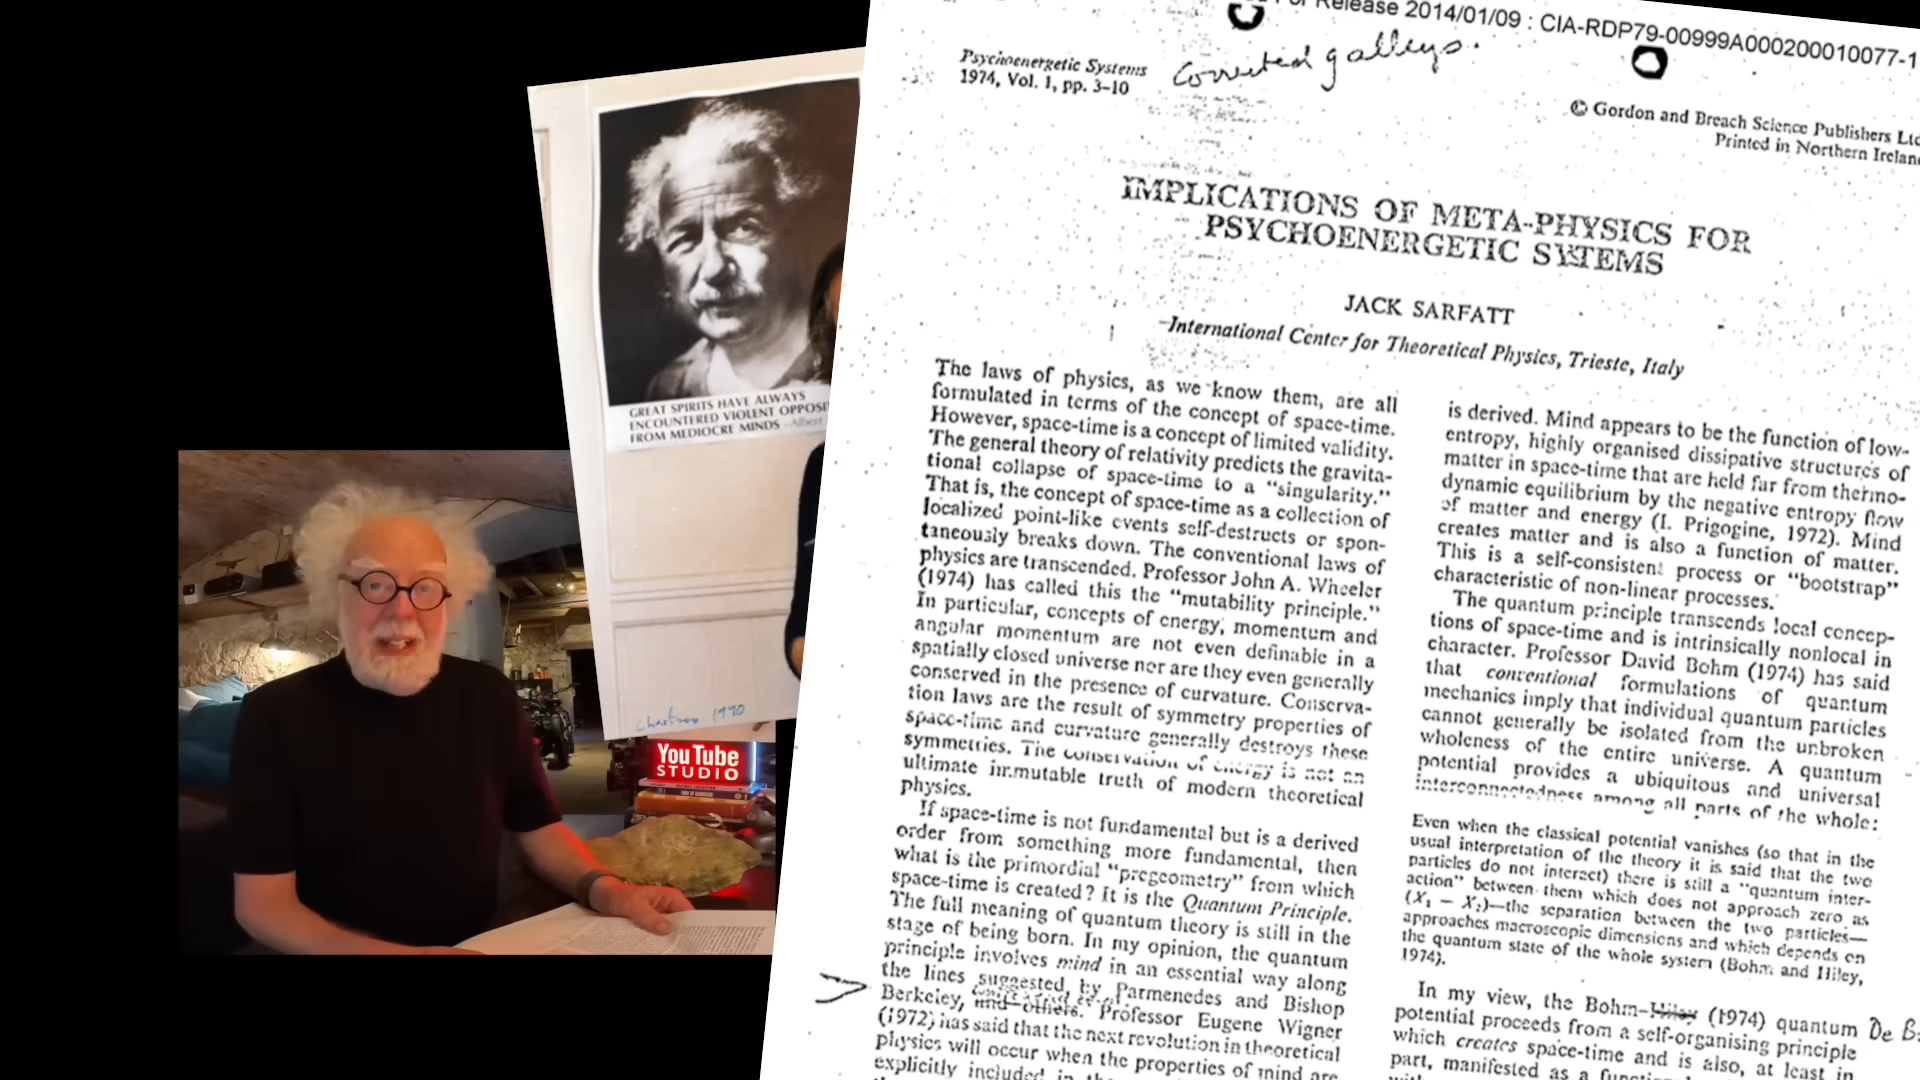 For Release 2014/01/09 : CIA-RDP79-00999A000200010077-1
Corrected galleys.
Psychoenergetic Systems
1974, Vol. 1, pp. 3–10
© Gordon and Breach Science Publishers Ltd
Printed in Northern Ireland
IMPLICATIONS OF META-PHYSICS FOR
PSYCHOENERGETIC SYSTEMS
JACK SARFATT
International Center for Theoretical Physics, Trieste, Italy
The laws of physics, as we know them, are all
formulated in terms of the concept of space-time.
However, space-time is a concept of limited validity.
The general theory of relativity predicts the gravita-
tional collapse of space-time to a “singularity.”
That is, the concept of space-time as a collection of
localized point-like events self-destructs or spon-
taneously breaks down. The conventional laws of
physics are transcended. Professor John A. Wheeler
(1974) has called this the “mutability principle.”
In particular, concepts of energy, momentum and
angular momentum are not even definable in a
spatially closed universe nor are they even generally
conserved in the presence of curvature. Conserva-
tion laws are the result of symmetry properties of
space-time and curvature generally destroys these
symmetries. The conservation of energy is not an
ultimate immutable truth of modern theoretical
physics.
If space-time is not fundamental but is a derived
order from something more fundamental, then
what is the primordial “pregeometry” from which
space-time is created? It is the Quantum Principle.
The full meaning of quantum theory is still in the
stage of being born. In my opinion, the quantum
principle involves mind in an essential way along
the lines suggested by Parmenedes and Bishop
Berkeley, and others. Professor Eugene Wigner
(1972) has said that the next revolution in theoretical
physics will occur when the properties of mind are
explicitly included in
is derived. Mind appears to be the function of low-
entropy, highly organised dissipative structures of
matter in space-time that are held far from thermo-
dynamic equilibrium by the negative entropy flow
of matter and energy (I. Prigogine, 1972). Mind
creates matter and is also a function of matter.
This is a self-consistent process or “bootstrap”
characteristic of non-linear processes.
The quantum principle transcends local concep-
tions of space-time and is intrinsically nonlocal in
character. Professor David Bohm (1974) has said
that conventional formulations of quantum
mechanics imply that individual quantum particles
cannot generally be isolated from the unbroken
wholeness of the entire universe. A quantum
potential provides a ubiquitous and universal
interconnectedness among all parts of the whole:
Even when the classical potential vanishes (so that in the
usual interpretation of the theory it is said that the two
particles do not interact) there is still a “quantum inter-
action” between them which does not approach zero as
(X₁ − X₂)—the separation between the two particles—
approaches macroscopic dimensions and which depends on
the quantum state of the whole system (Bohm and Hiley,
1974).
In my view, the Bohm–Hiley (1974) quantum De B
potential proceeds from a self-organising principle
which creates space-time and is also, at least in
part, manifested as a
GREAT SPIRITS HAVE ALWAYS
ENCOUNTERED VIOLENT OPPOSI
FROM MEDIOCRE MINDS –Albert
1990
YouTube
STUDIO